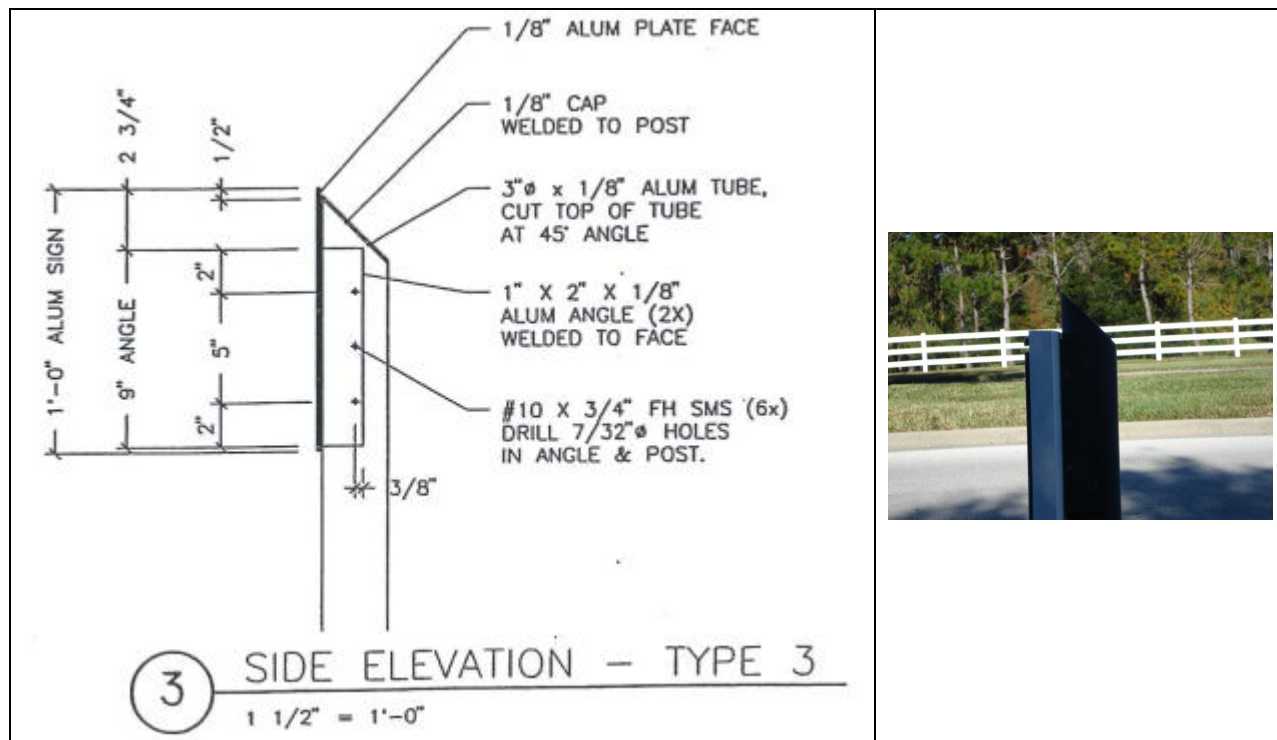 1/8" ALUM PLATE FACE
1/8" CAP
WELDED TO POST
3"ø x 1/8" ALUM TUBE,
CUT TOP OF TUBE
AT 45° ANGLE
1" X 2" X 1/8"
ALUM ANGLE (2X)
WELDED TO FACE
#10 X 3/4" FH SMS (6x)
DRILL 7/32"ø HOLES
IN ANGLE & POST.
1'-0" ALUM SIGN
2 3/4"
9" ANGLE
1/2"
2"
5"
2"
3/8"
3
SIDE ELEVATION - TYPE 3
1 1/2" = 1'-0"